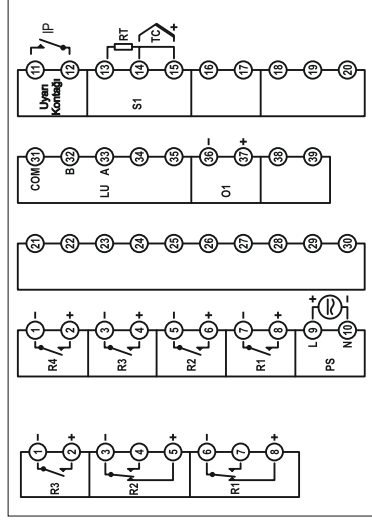 11 12 13 14 15 16 17 18 19 20
IP
RT
TC
+
Uyarı
Kontağı
S1
31 32 33 34 35 36 37 38 39
COM
B
A
LU
-
+
O1
21 22 23 24 25 26 27 28 29 30
1 2 3 4 5 6 7 8 9 10
- + - + - + - +
L
N
+
-
R4
R3
R2
R1
PS
1 2 3 4 5 6 7 8
- + - + - +
R3
R2
R1